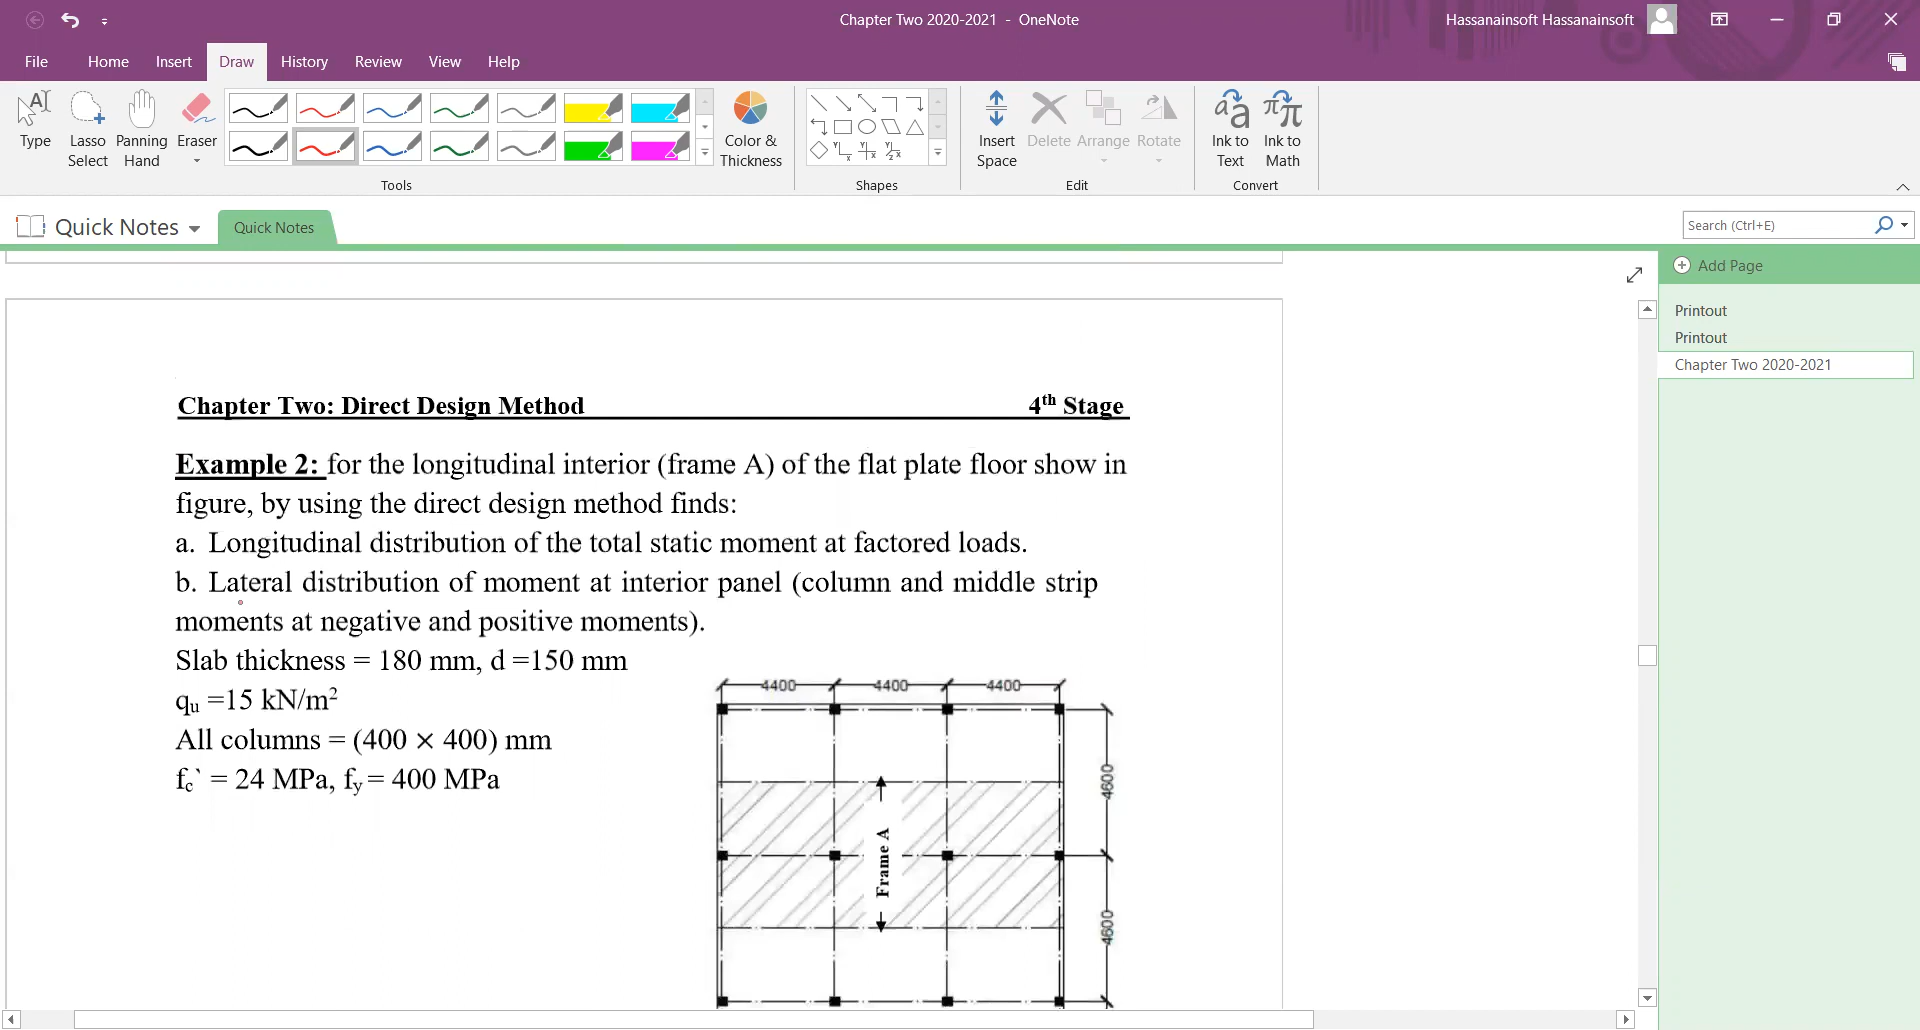 Chapter Two 2020-2021 - OneNote
Hassanainsoft Hassanainsoft
File Home Insert Draw History Review View Help
Type
Lasso Select
Panning Hand
Eraser
Color & Thickness
Insert Space
Delete
Arrange
Rotate
Ink to Text
Ink to Math
Tools
Shapes
Edit
Convert
Quick Notes
Quick Notes
Search (Ctrl+E)
Add Page
Printout
Printout
Chapter Two 2020-2021
Chapter Two: Direct Design Method 4th Stage
Example 2: for the longitudinal interior (frame A) of the flat plate floor show in
figure, by using the direct design method finds:
a. Longitudinal distribution of the total static moment at factored loads.
b. Lateral distribution of moment at interior panel (column and middle strip
moments at negative and positive moments).
Slab thickness = 180 mm, d =150 mm
qu =15 kN/m2
All columns = (400 × 400) mm
fc` = 24 MPa, fy = 400 MPa
4400 4400 4400
4600
Frame A
4600